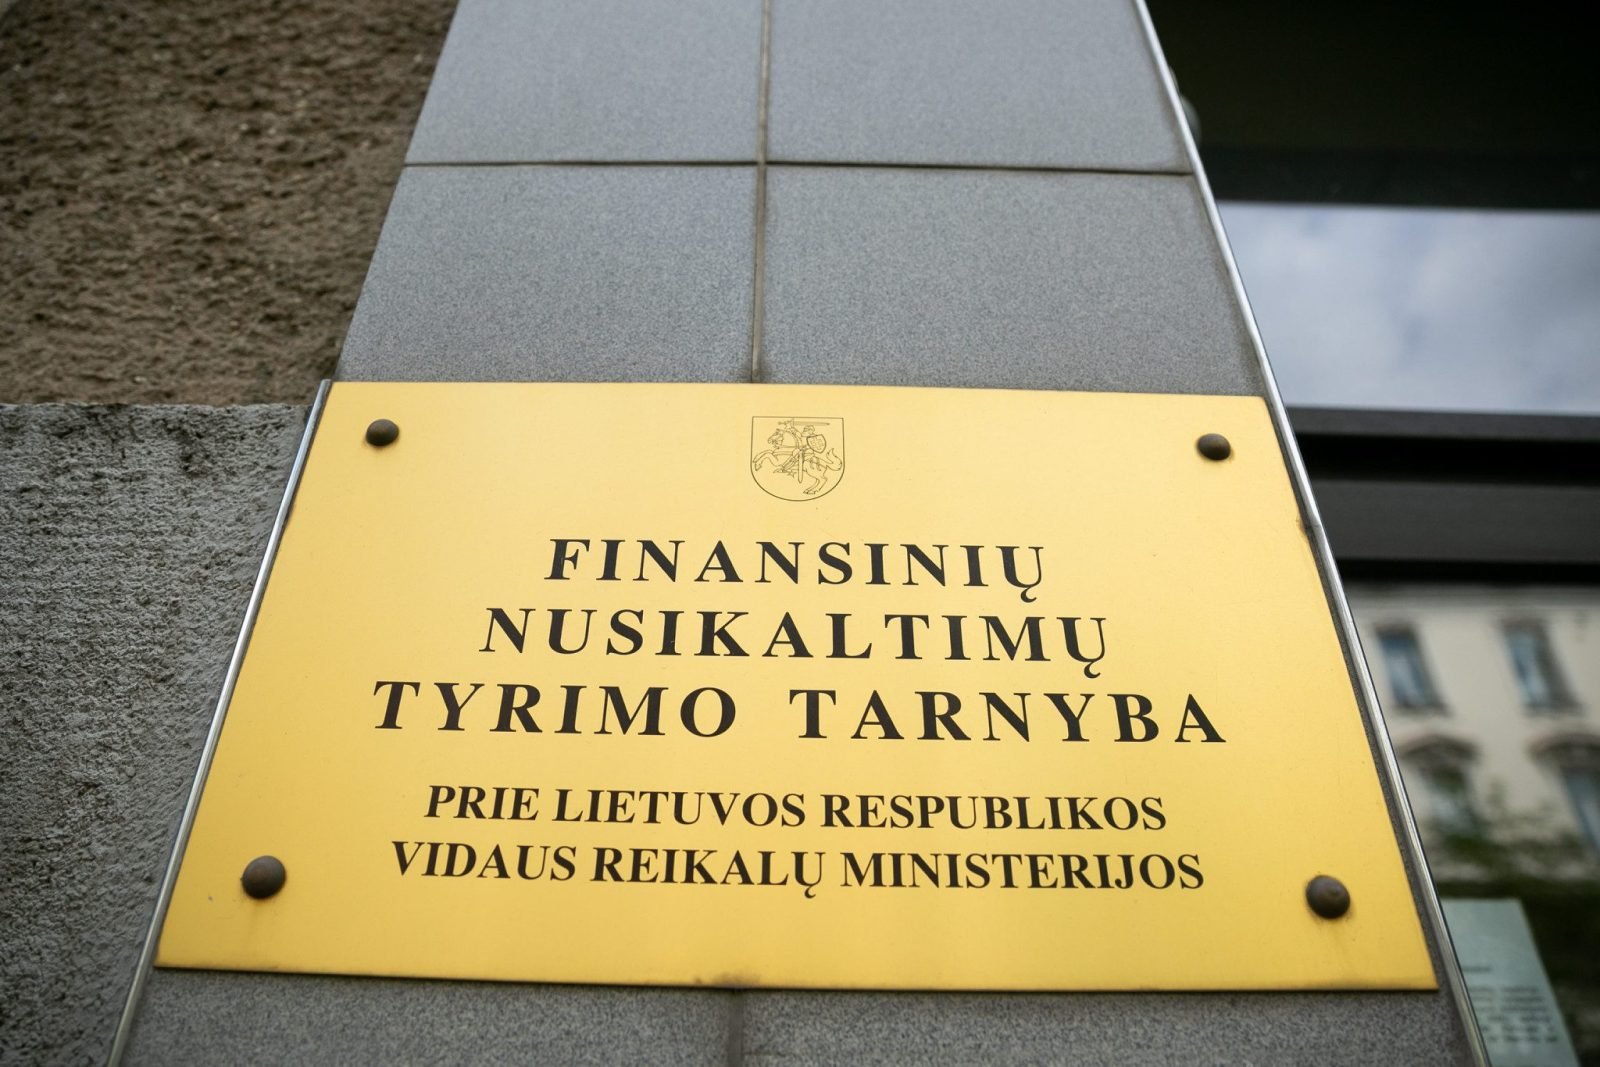 FINANSINIŲ
NUSIKALTIMŲ
TYRIMO TARNYBA
PRIE LIETUVOS RESPUBLIKOS
VIDAUS REIKALŲ MINISTERIJOS